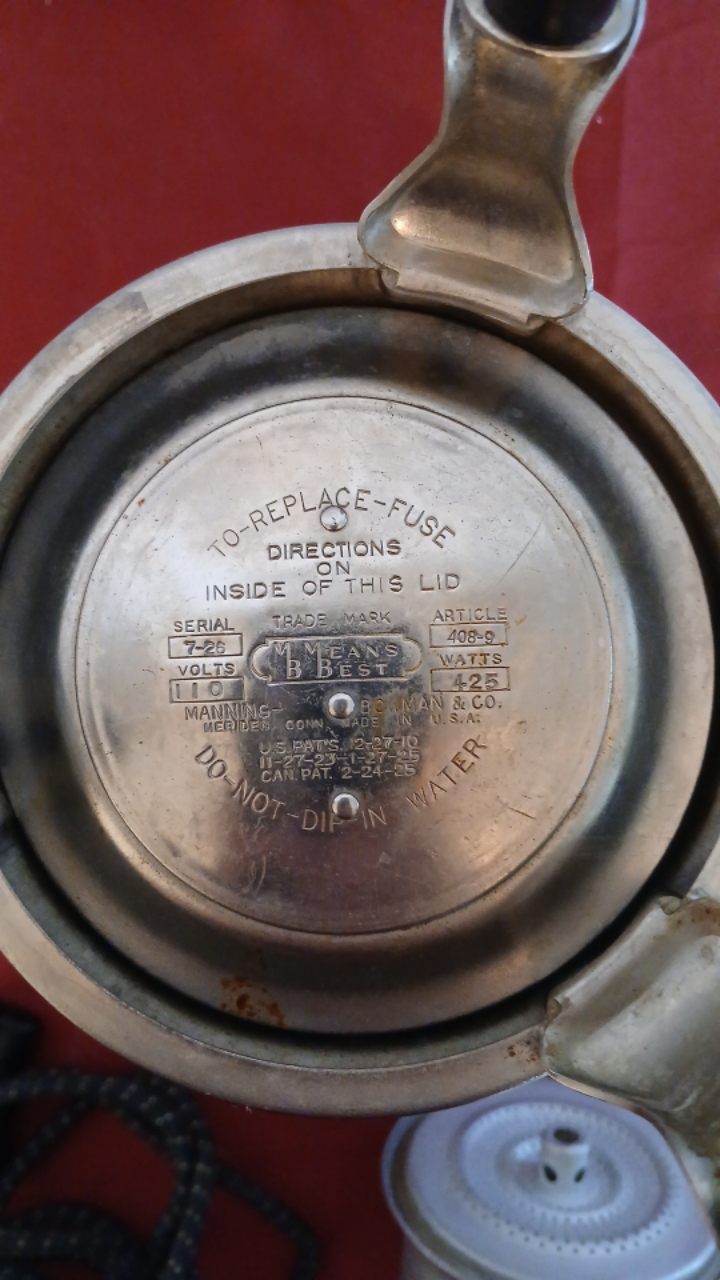 TO-REPLACE-FUSE
DIRECTIONS
ON
INSIDE OF THIS LID
SERIAL
7-26
VOLTS
110
TRADE MARK
M MEANS
B BEST
ARTICLE
408-9
WATTS
425
MANNING- BOWMAN & CO.
MERIDEN CONN. MADE IN U.S.A.
U.S. PAT'S. 12-27-10
11-27-23-1-27-25
CAN. PAT. 2-24-25
DO-NOT-DIP-IN WATER